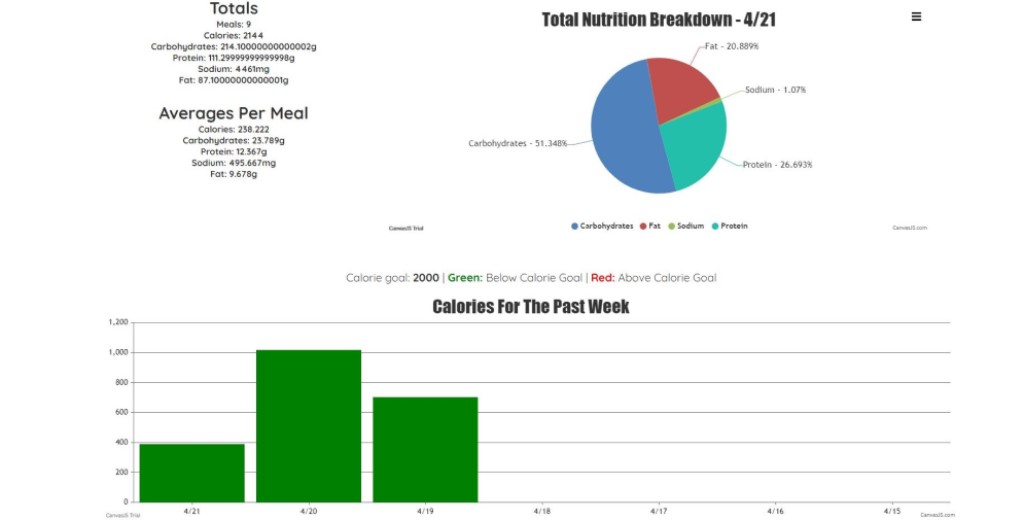 Totals
Meals: 9
Calories: 2144
Carbohydrates: 214.10000000000002g
Protein: 111.29999999999998g
Sodium: 4461mg
Fat: 87.10000000000001g
Averages Per Meal
Calories: 238.222
Carbohydrates: 23.789g
Protein: 12.367g
Sodium: 495.667mg
Fat: 9.678g
Total Nutrition Breakdown - 4/21
Fat - 20.889%
Sodium - 1.07%
Carbohydrates - 51.348%
Protein - 26.693%
Carbohydrates Fat Sodium Protein
CanvasJS Trial
CanvasJS.com
Calorie goal: 2000 | Green: Below Calorie Goal | Red: Above Calorie Goal
Calories For The Past Week
1,200
1,000
800
600
400
200
0
4/21 4/20 4/19 4/18 4/17 4/16 4/15
CanvasJS Trial
CanvasJS.com